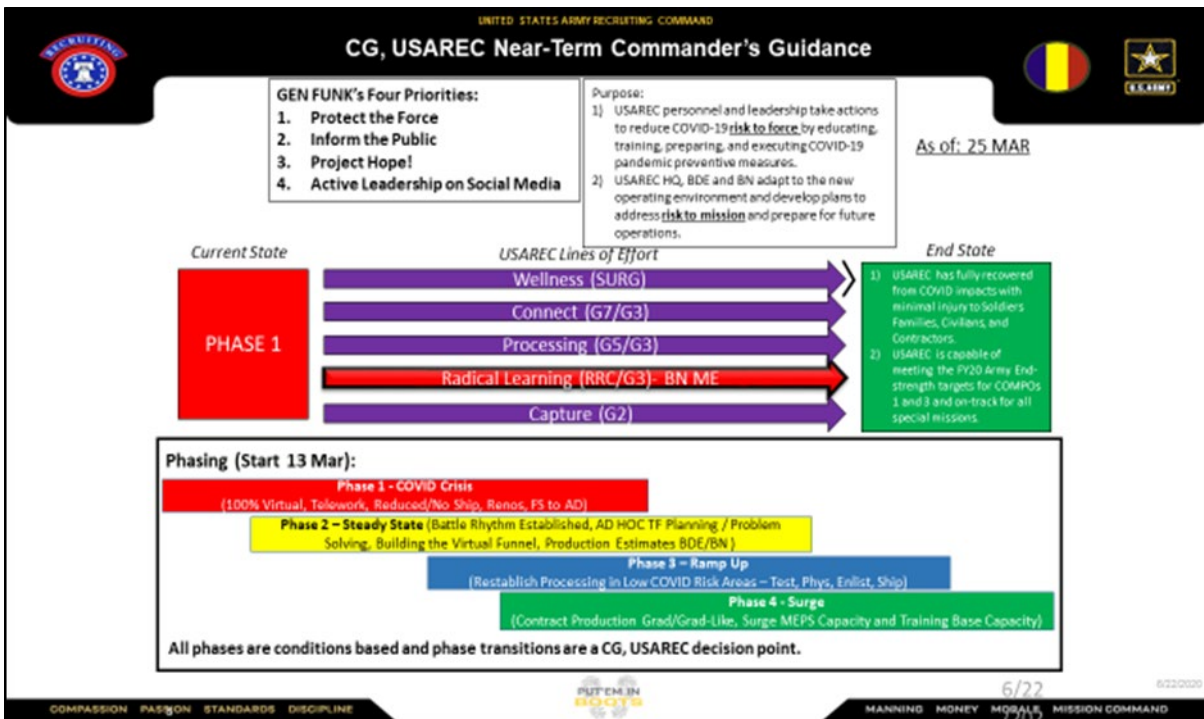 UNITED STATES ARMY RECRUITING COMMAND
CG, USAREC Near-Term Commander's Guidance
RECRUITING
U.S.ARMY
GEN FUNK's Four Priorities:
1. Protect the Force
2. Inform the Public
3. Project Hope!
4. Active Leadership on Social Media
Purpose:
1) USAREC personnel and leadership take actions
to reduce COVID-19 risk to force by educating,
training, preparing, and executing COVID-19
pandemic preventive measures.
2) USAREC HQ, BDE and BN adapt to the new
operating environment and develop plans to
address risk to mission and prepare for future
operations.
As of: 25 MAR
Current State
USAREC Lines of Effort
End State
PHASE 1
Wellness (SURG)
Connect (G7/G3)
Processing (G5/G3)
Radical Learning (RRC/G3)- BN ME
Capture (G2)
1) USAREC has fully recovered
from COVID impacts with
minimal injury to Soldiers
Families, Civilians, and
Contractors.
2) USAREC is capable of
meeting the FY20 Army End-
strength targets for COMPOs
1 and 3 and on-track for all
special missions.
Phasing (Start 13 Mar):
Phase 1 - COVID Crisis
(100% Virtual, Telework, Reduced/No Ship, Renos, FS to AD)
Phase 2 – Steady State (Battle Rhythm Established, AD HOC TF Planning / Problem
Solving, Building the Virtual Funnel, Production Estimates BDE/BN )
Phase 3 – Ramp Up
(Restablish Processing in Low COVID Risk Areas – Test, Phys, Enlist, Ship)
Phase 4 - Surge
(Contract Production Grad/Grad-Like, Surge MEPS Capacity and Training Base Capacity)
All phases are conditions based and phase transitions are a CG, USAREC decision point.
PUT'EM IN
BOOTS
6/22
6/22/2020
COMPASSION PASSION STANDARDS DISCIPLINE
MANNING MONEY MORALE MISSION COMMAND